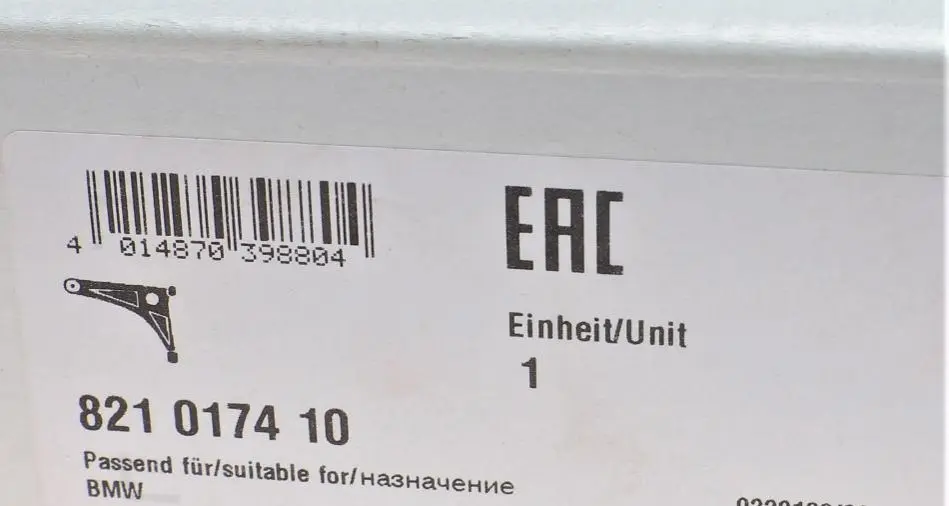 4 014870 398804
EAC
Einheit/Unit
1
821 0174 10
Passend für/suitable for/назначение
BMW